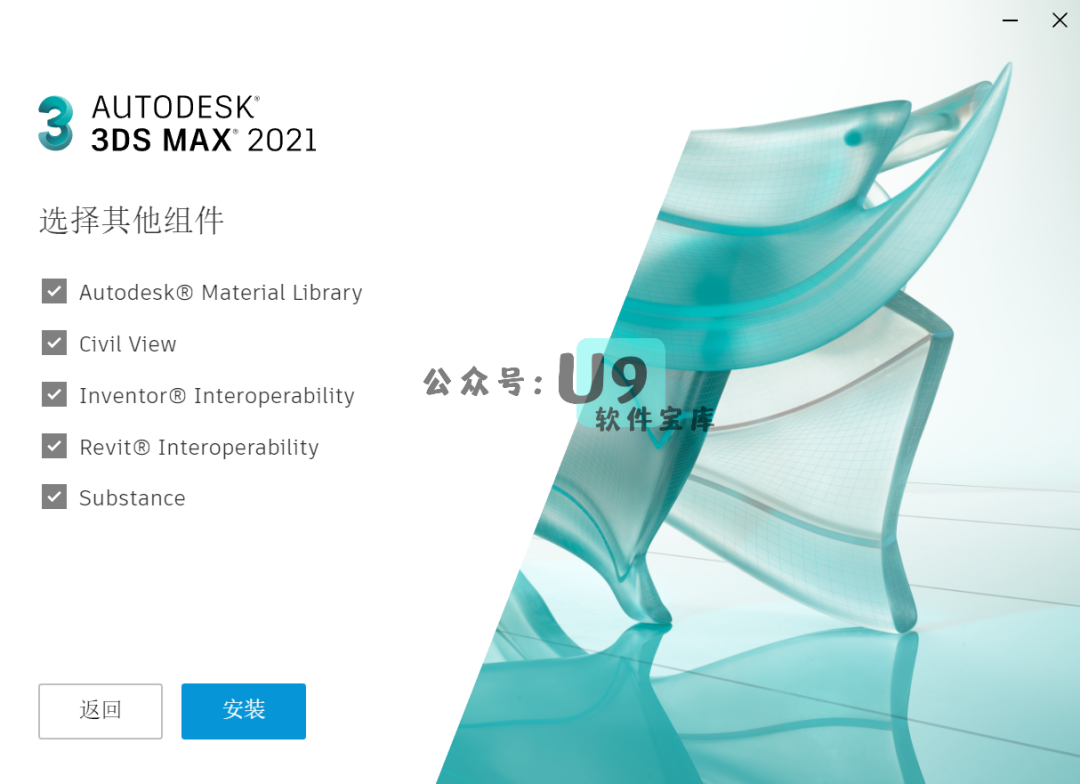 AUTODESK®
3DS MAX® 2021
选择其他组件
Autodesk® Material Library
Civil View
Inventor® Interoperability
Revit® Interoperability
Substance
公众号:U9
软件宝库
返回
安装